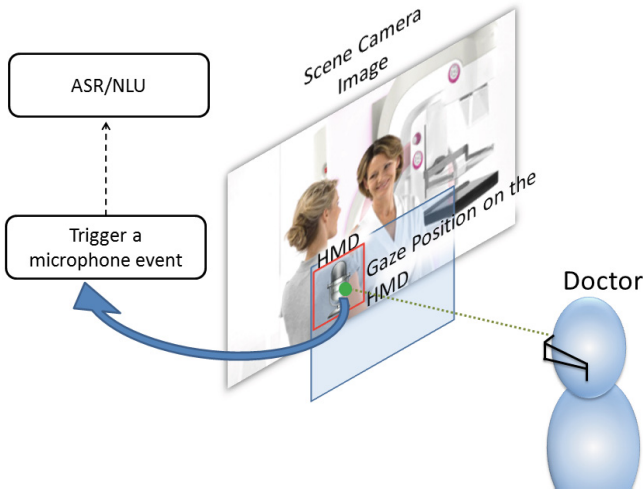 Scene Camera
Image
ASR/NLU
Trigger a
microphone event
HMD
Gaze Position on the
HMD
Doctor